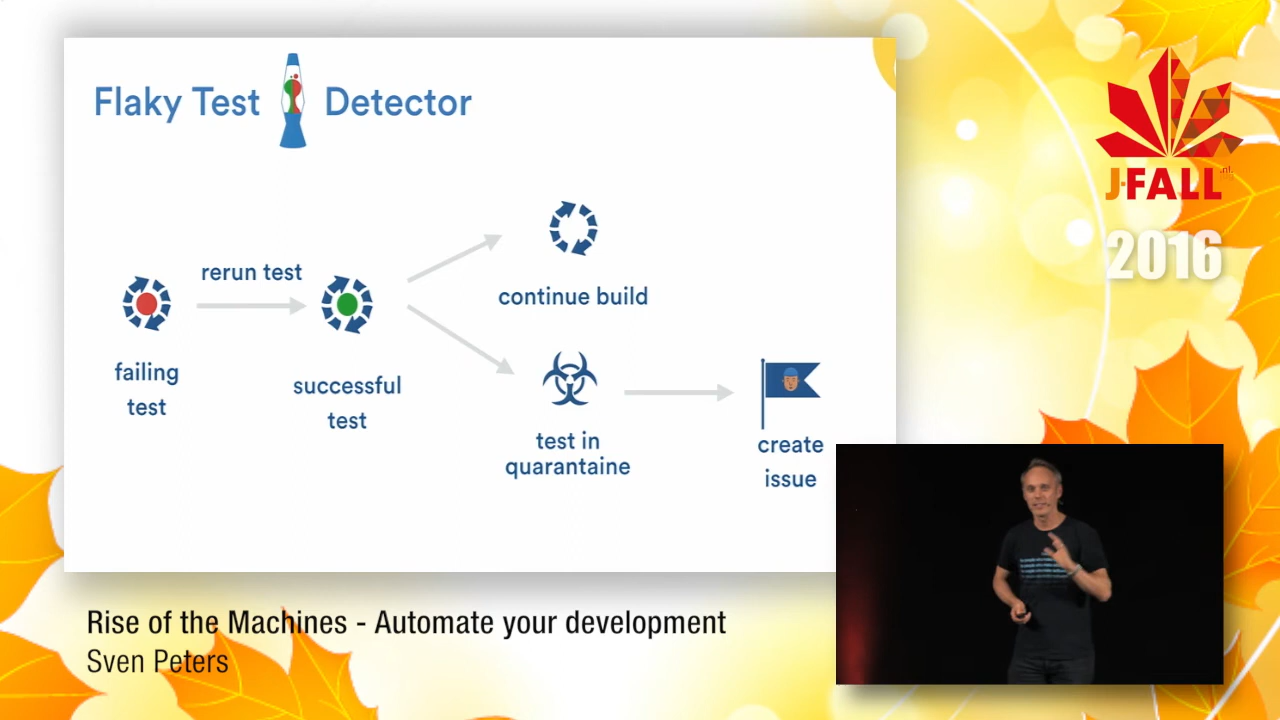 Flaky Test Detector
rerun test
failing
test
successful
test
continue build
test in
quarantaine
create
issue
J-FALL.nl
2016
Rise of the Machines - Automate your development
Sven Peters